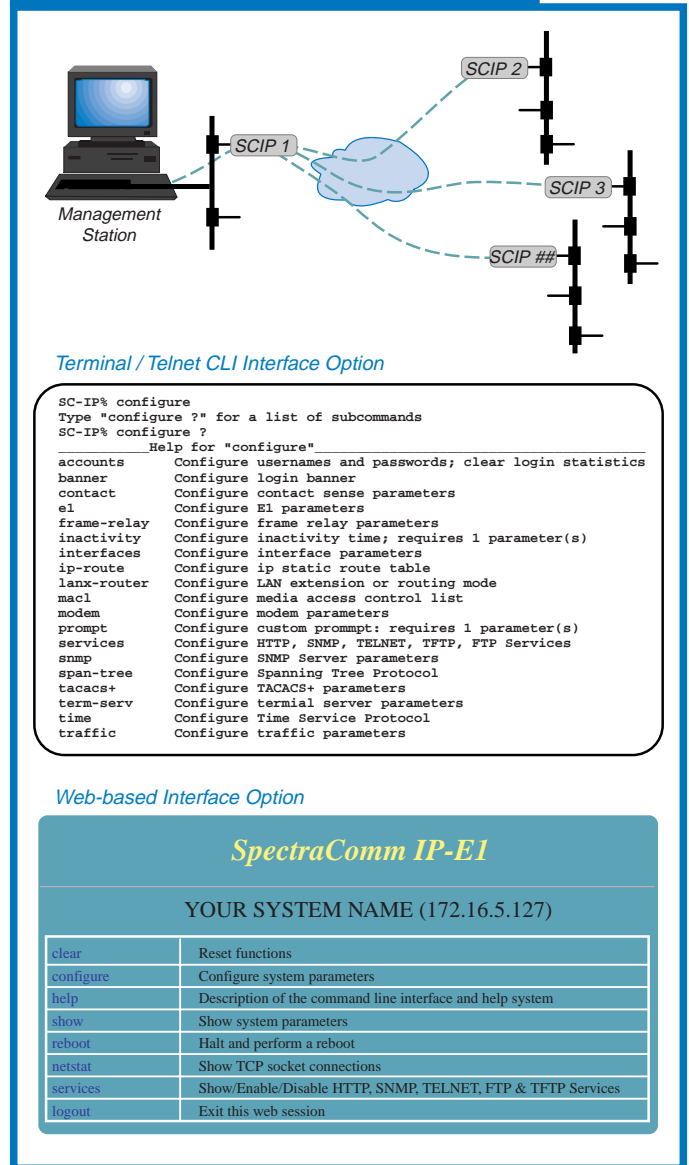 SCIP 2
SCIP 1
SCIP 3
Management
Station
SCIP ##
Terminal / Telnet CLI Interface Option
SC-IP% configure
Type "configure ?" for a list of subcommands
SC-IP% configure ?
___________Help for "configure"________________________________________
accounts Configure usernames and passwords; clear login statistics
banner Configure login banner
contact Configure contact sense parameters
e1 Configure E1 parameters
frame-relay Configure frame relay parameters
inactivity Configure inactivity time; requires 1 parameter(s)
interfaces Configure interface parameters
ip-route Configure ip static route table
lanx-router Configure LAN extension or routing mode
macl Configure media access control list
modem Configure modem parameters
prompt Configure custom prommpt: requires 1 parameter(s)
services Configure HTTP, SNMP, TELNET, TFTP, FTP Services
snmp Configure SNMP Server parameters
span-tree Configure Spanning Tree Protocol
tacacs+ Configure TACACS+ parameters
term-serv Configure termial server parameters
time Configure Time Service Protocol
traffic Configure traffic parameters
Web-based Interface Option
SpectraComm IP-E1
YOUR SYSTEM NAME (172.16.5.127)
clear Reset functions
configure Configure system parameters
help Description of the command line interface and help system
show Show system parameters
reboot Halt and perform a reboot
netstat Show TCP socket connections
services Show/Enable/Disable HTTP, SNMP, TELNET, FTP & TFTP Services
logout Exit this web session